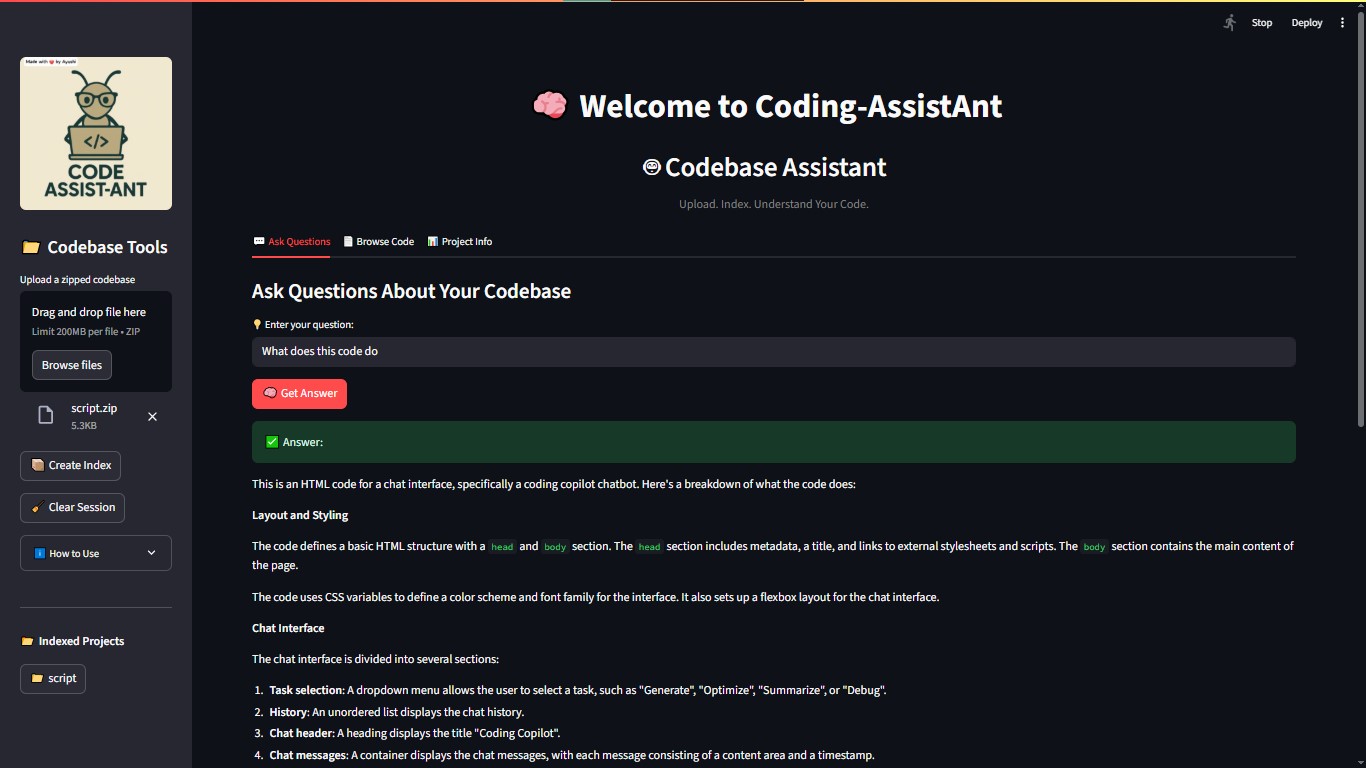 Stop Deploy
Made with ❤️ by Ayushi
</>
CODE
ASSIST-ANT
📁 Codebase Tools
Upload a zipped codebase
Drag and drop file here
Limit 200MB per file • ZIP
Browse files
script.zip
5.3KB
📦 Create Index
🧹 Clear Session
ℹ️ How to Use
📁 Indexed Projects
📁 script
🧠 Welcome to Coding-AssistAnt
🤓 Codebase Assistant
Upload. Index. Understand Your Code.
💬 Ask Questions 📄 Browse Code 📊 Project Info
Ask Questions About Your Codebase
💡 Enter your question:
What does this code do
🧠 Get Answer
✅ Answer:
This is an HTML code for a chat interface, specifically a coding copilot chatbot. Here's a breakdown of what the code does:
Layout and Styling
The code defines a basic HTML structure with a head and body section. The head section includes metadata, a title, and links to external stylesheets and scripts. The body section contains the main content of
the page.
The code uses CSS variables to define a color scheme and font family for the interface. It also sets up a flexbox layout for the chat interface.
Chat Interface
The chat interface is divided into several sections:
1. Task selection: A dropdown menu allows the user to select a task, such as "Generate", "Optimize", "Summarize", or "Debug".
2. History: An unordered list displays the chat history.
3. Chat header: A heading displays the title "Coding Copilot".
4. Chat messages: A container displays the chat messages, with each message consisting of a content area and a timestamp.